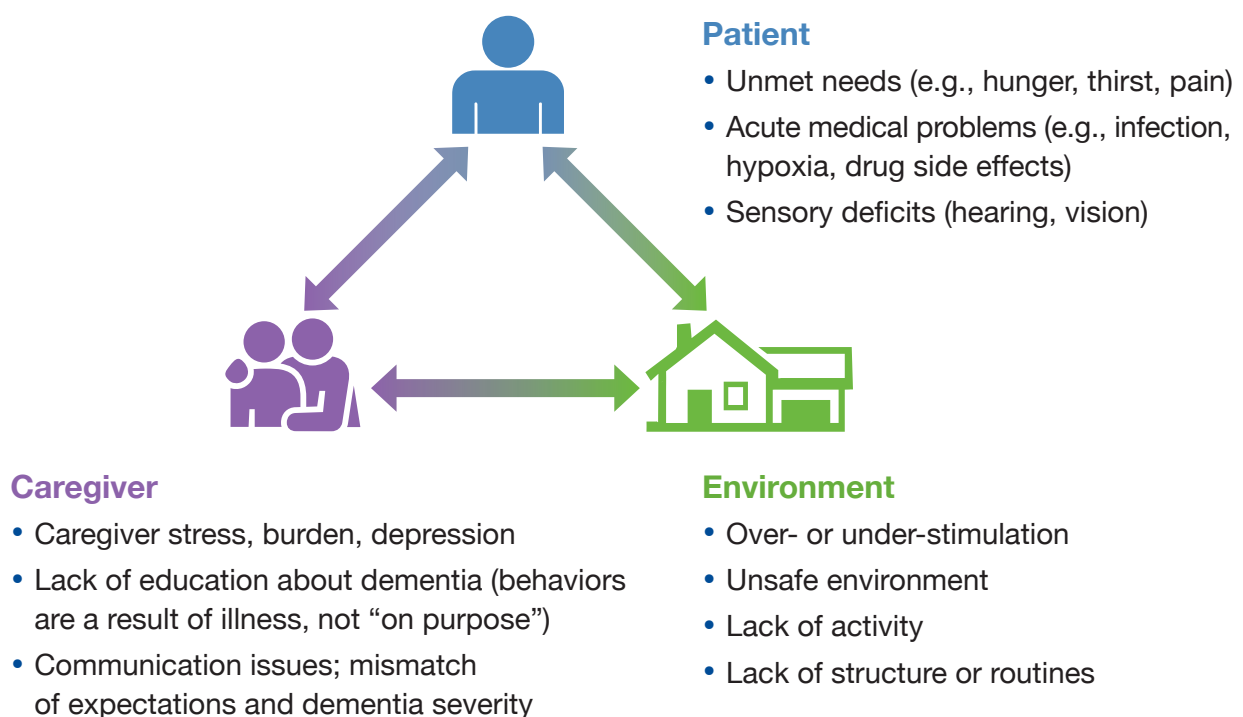 Patient
• Unmet needs (e.g., hunger, thirst, pain)
• Acute medical problems (e.g., infection,
hypoxia, drug side effects)
• Sensory deficits (hearing, vision)
Caregiver
• Caregiver stress, burden, depression
• Lack of education about dementia (behaviors
are a result of illness, not “on purpose”)
• Communication issues; mismatch
of expectations and dementia severity
Environment
• Over- or under-stimulation
• Unsafe environment
• Lack of activity
• Lack of structure or routines